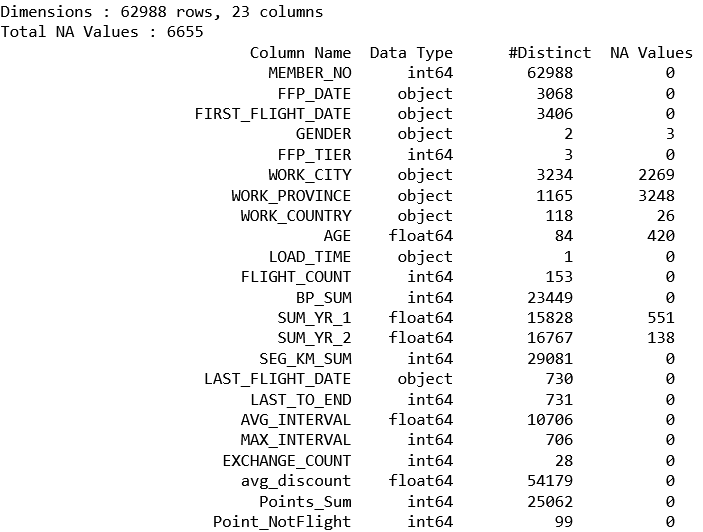 Dimensions : 62988 rows, 23 columns
Total NA Values : 6655
Column Name Data Type #Distinct NA Values
MEMBER_NO int64 62988 0
FFP_DATE object 3068 0
FIRST_FLIGHT_DATE object 3406 0
GENDER object 2 3
FFP_TIER int64 3 0
WORK_CITY object 3234 2269
WORK_PROVINCE object 1165 3248
WORK_COUNTRY object 118 26
AGE float64 84 420
LOAD_TIME object 1 0
FLIGHT_COUNT int64 153 0
BP_SUM int64 23449 0
SUM_YR_1 float64 15828 551
SUM_YR_2 float64 16767 138
SEG_KM_SUM int64 29081 0
LAST_FLIGHT_DATE object 730 0
LAST_TO_END int64 731 0
AVG_INTERVAL float64 10706 0
MAX_INTERVAL int64 706 0
EXCHANGE_COUNT int64 28 0
avg_discount float64 54179 0
Points_Sum int64 25062 0
Point_NotFlight int64 99 0